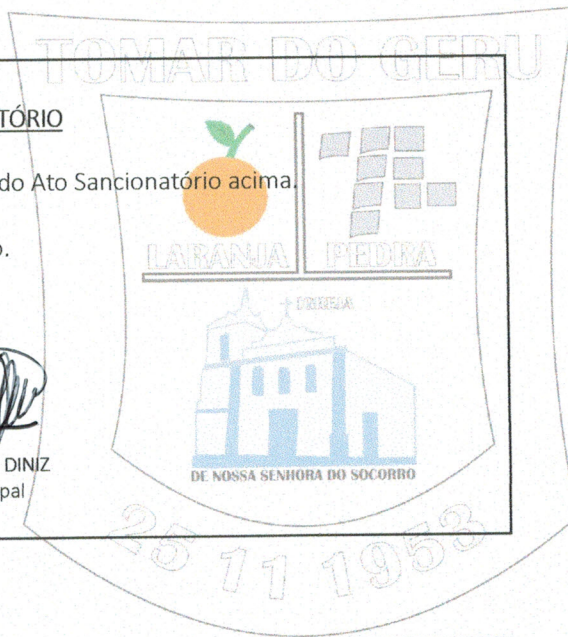 TOMAR DO GERU
TÓRIO
do Ato Sancionatório acima.
o.
LARANJA PEDRA
IGREJA
DE NOSSA SENHORA DO SOCORRO
DINIZ
pal
25 11 1953